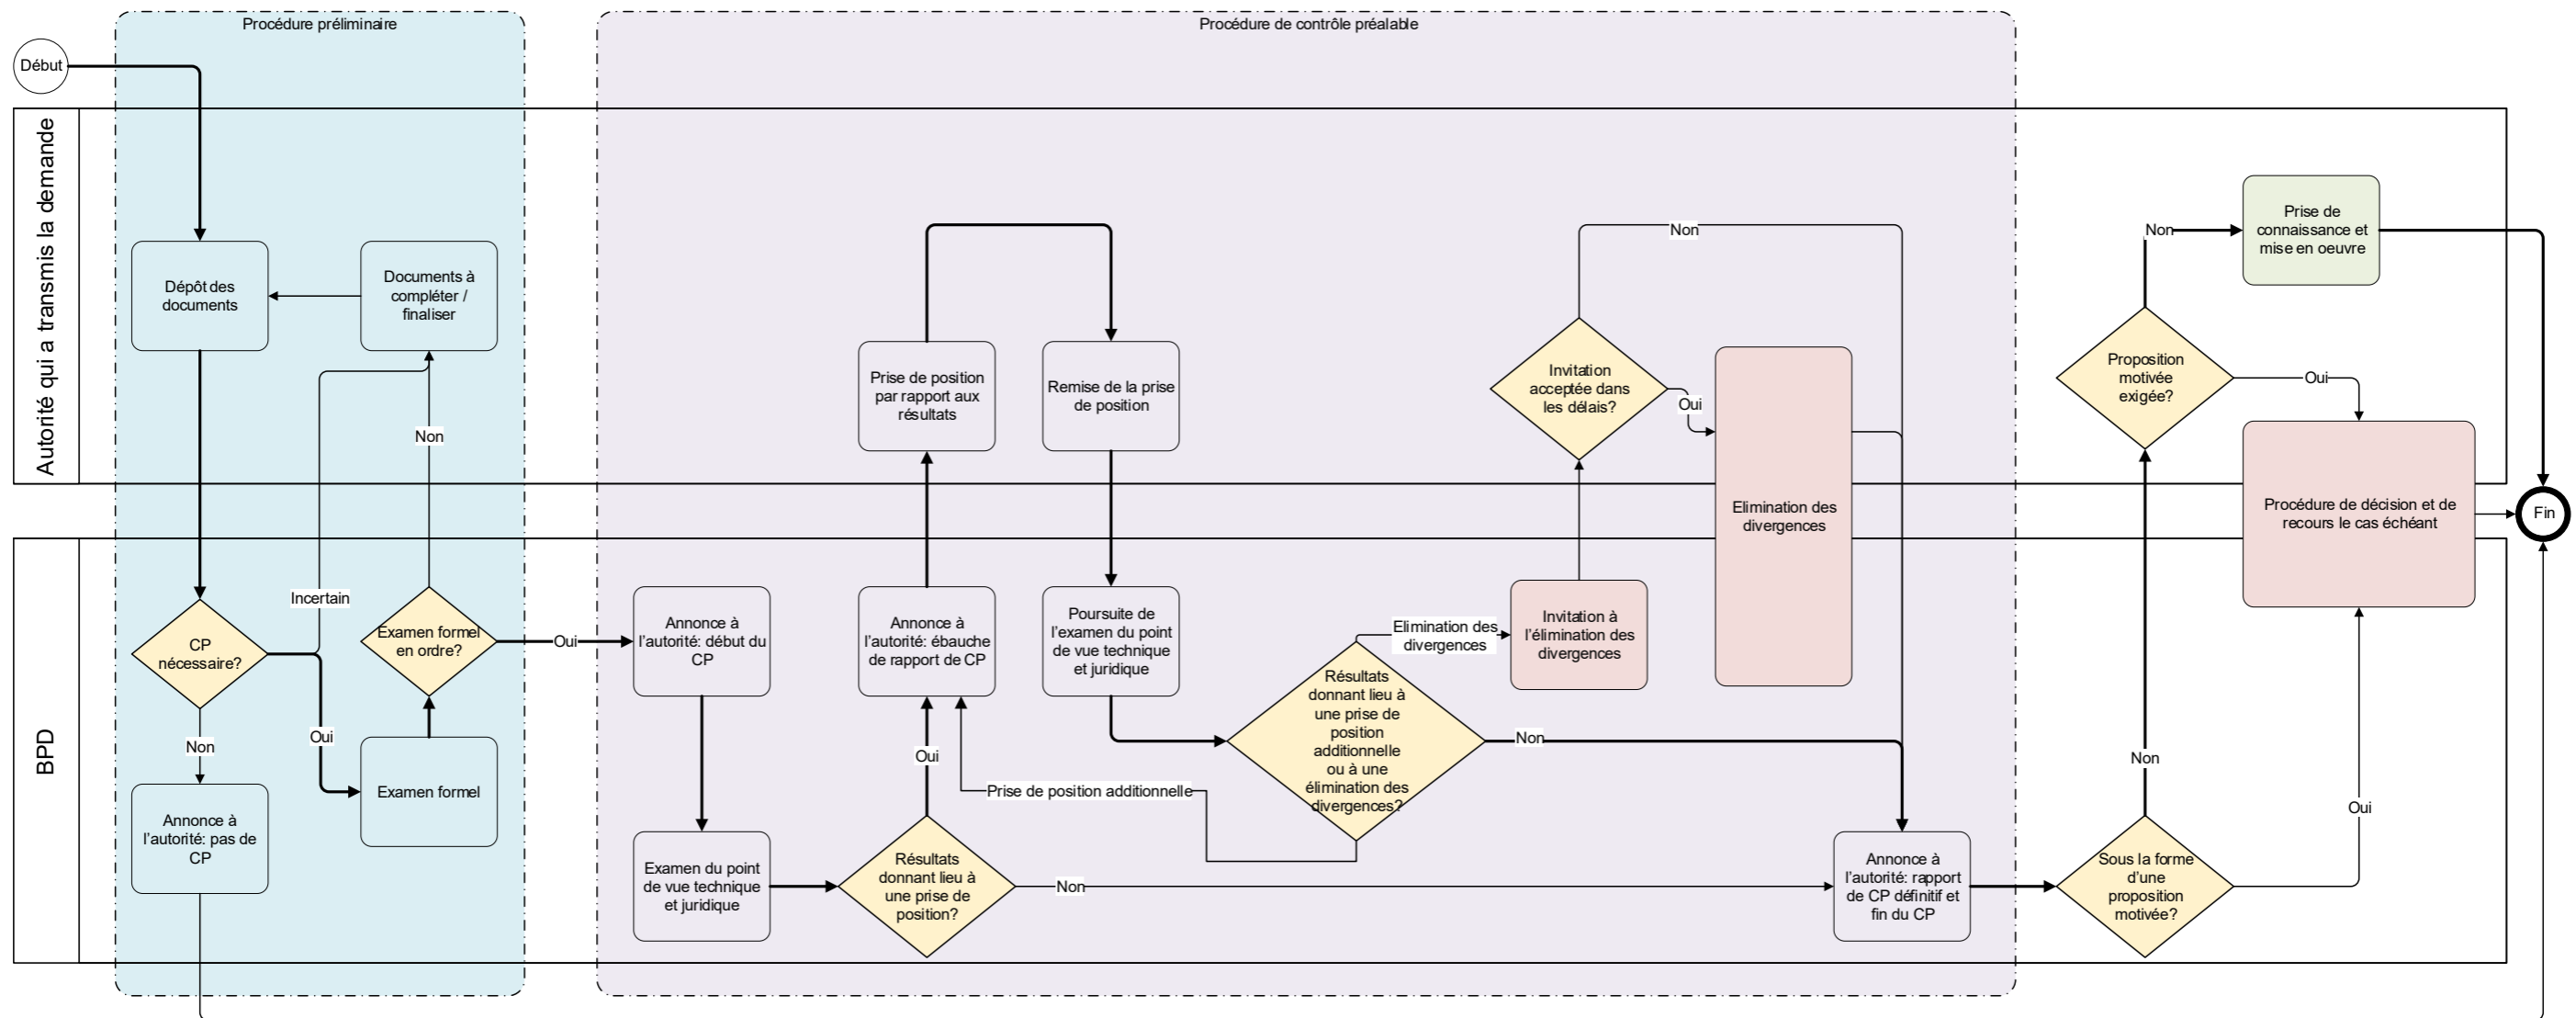 Procédure préliminaire
Procédure de contrôle préalable
Début
Autorité qui a transmis la demande
Dépôt des
documents
Documents à
compléter /
finaliser
Non
Incertain
Prise de position
par rapport aux
résultats
Remise de la prise
de position
Non
Invitation
acceptée dans
les délais?
Oui
Elimination des
divergences
Non
Prise de
connaissance et
mise en oeuvre
Proposition
motivée
exigée?
Oui
Procédure de décision et de
recours le cas échéant
Fin
BPD
CP
nécessaire?
Non
Oui
Annonce à
l'autorité: pas de
CP
Examen formel
en ordre?
Examen formel
Oui
Annonce à
l'autorité: début du
CP
Examen du point
de vue technique
et juridique
Annonce à
l'autorité: ébauche
de rapport de CP
Oui
Résultats
donnant lieu à
une prise de
position?
Non
Poursuite de
l'examen du point
de vue technique
et juridique
Prise de position additionnelle
Résultats
donnant lieu à
une prise de
position
additionnelle
ou à une
élimination des
divergences?
Elimination des
divergences
Invitation à
l'élimination des
divergences
Non
Annonce à
l'autorité: rapport
de CP définitif et
fin du CP
Sous la forme
d'une
proposition
motivée?
Non
Oui